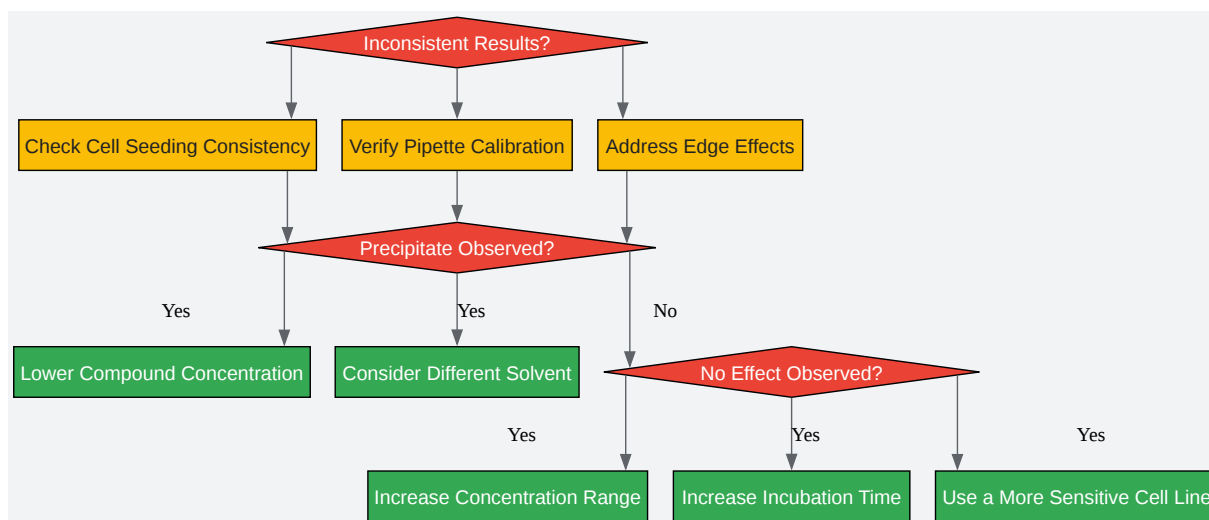 Inconsistent Results?
Check Cell Seeding Consistency
Verify Pipette Calibration
Address Edge Effects
Precipitate Observed?
Yes
Yes
No
Lower Compound Concentration
Consider Different Solvent
No Effect Observed?
Yes
Yes
Yes
Increase Concentration Range
Increase Incubation Time
Use a More Sensitive Cell Line